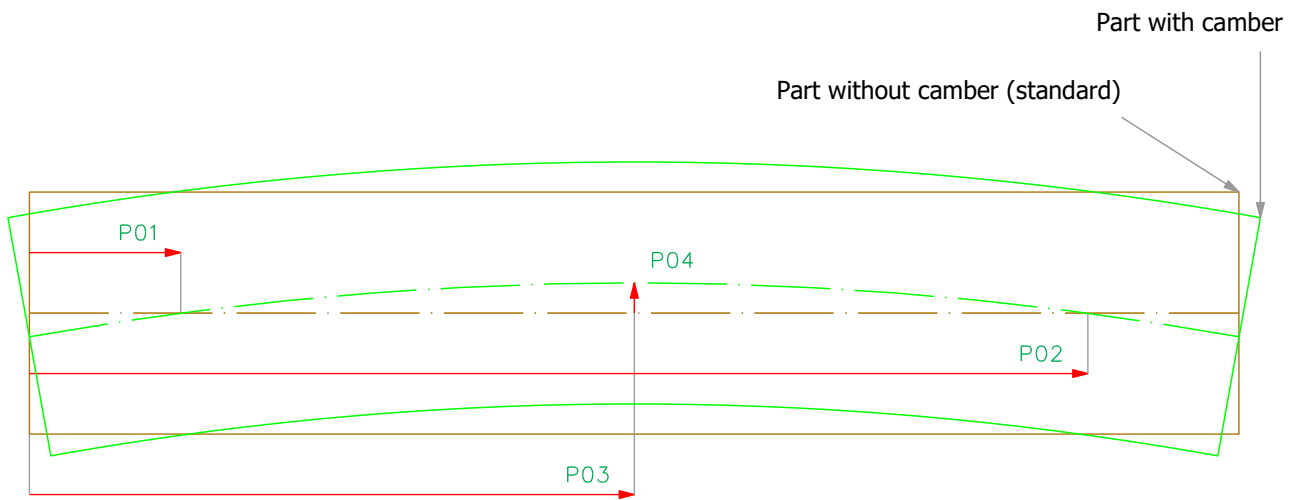 Part with camber
Part without camber (standard)
P01
P04
P02
P03